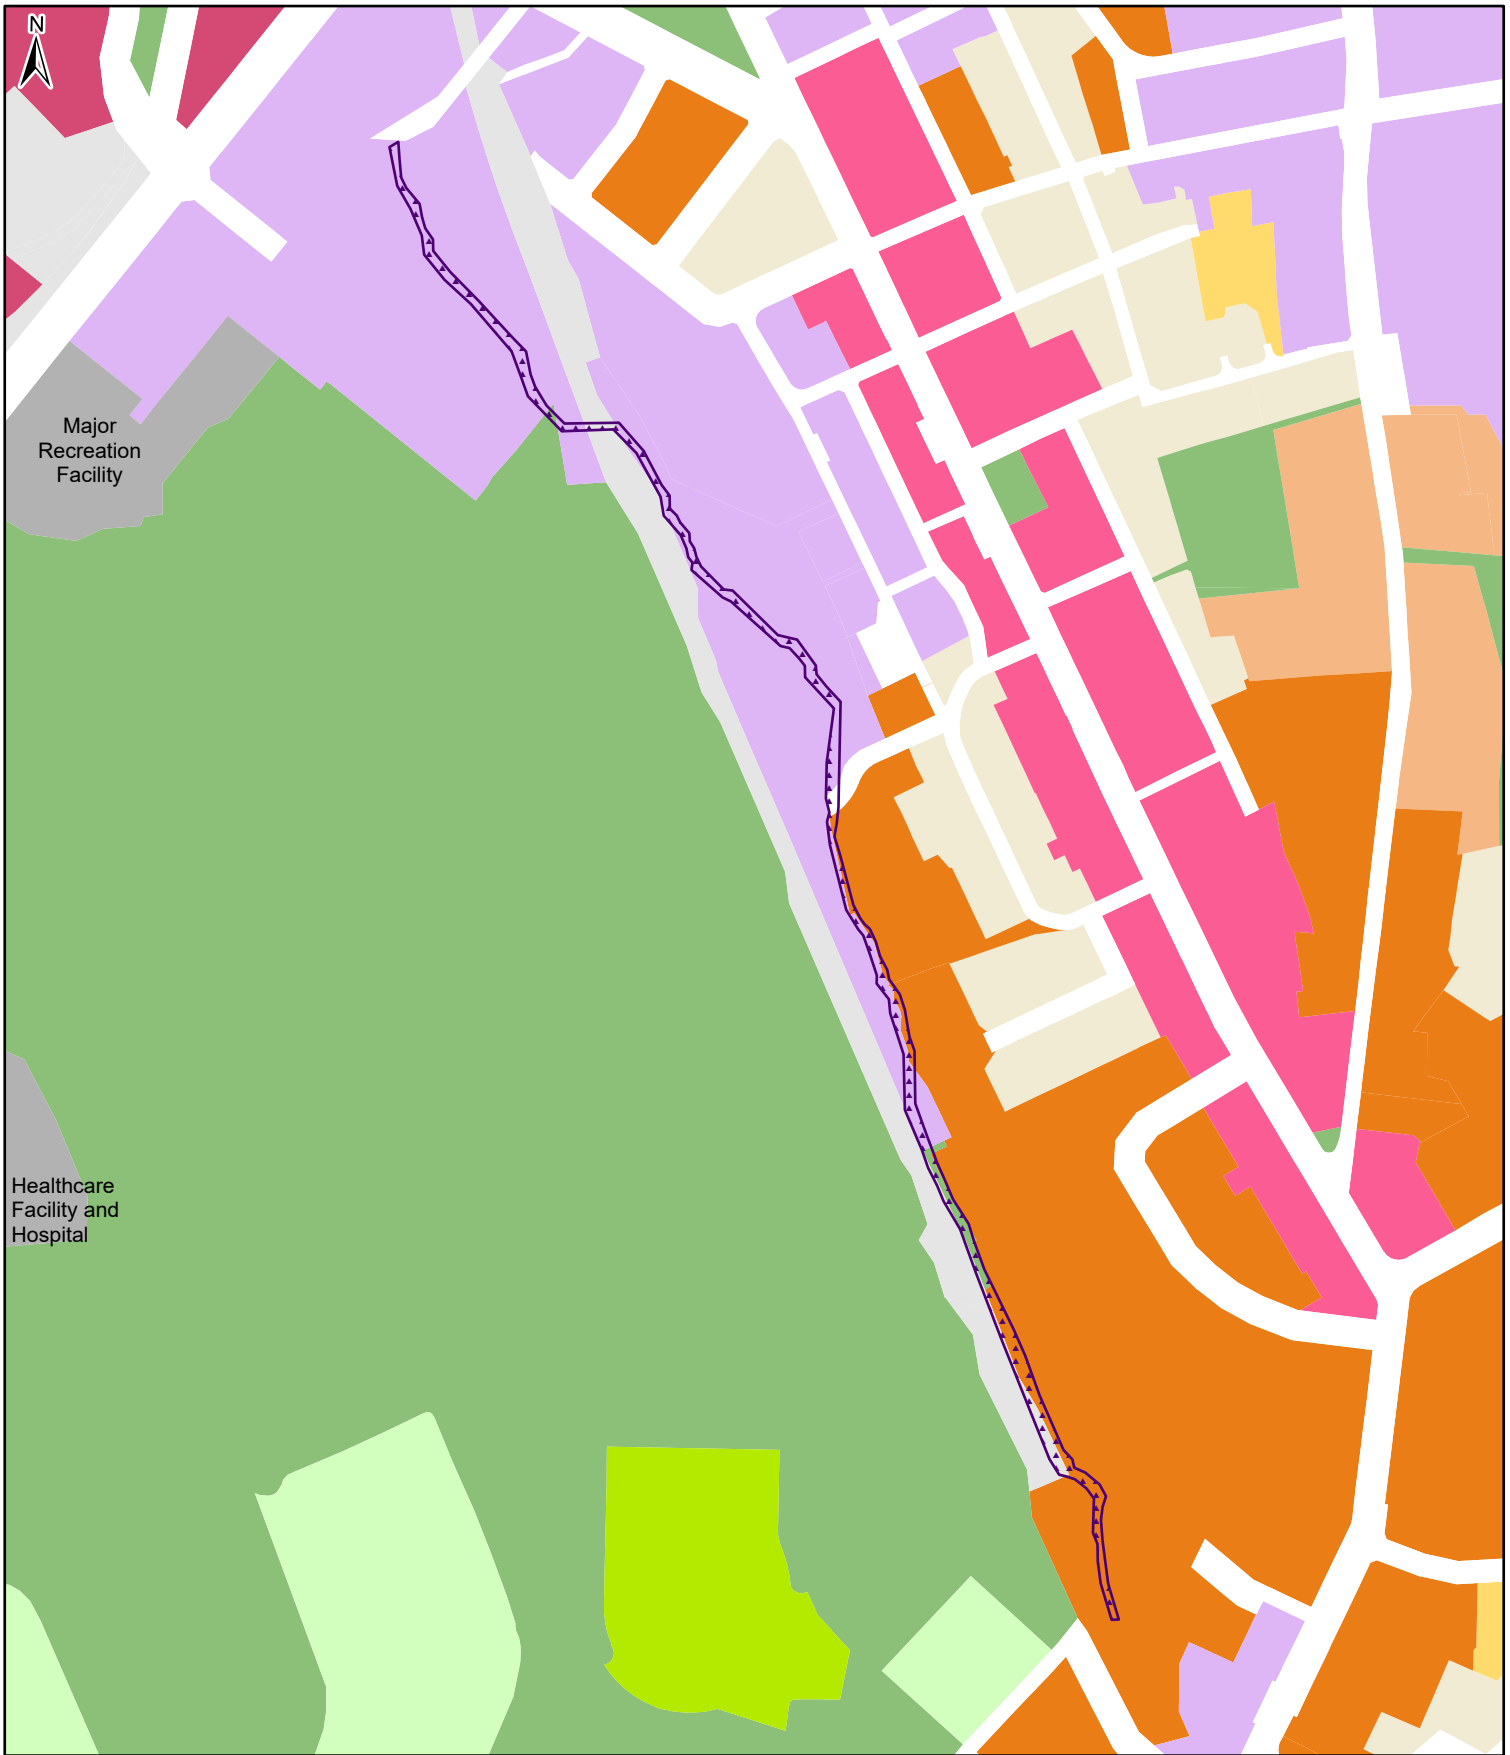 N
Major
Recreation
Facility
Healthcare
Facility and
Hospital